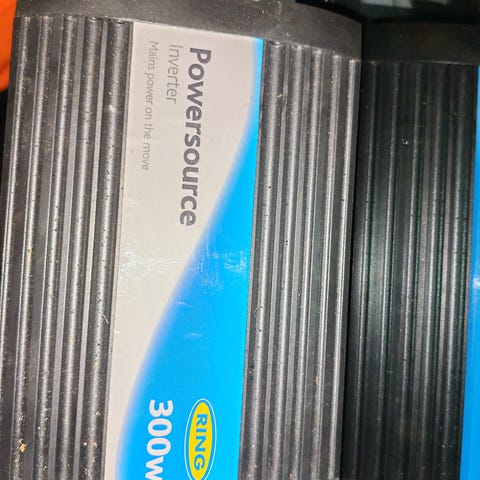 Powersource
Inverter
Mains power on the move
RING
300w